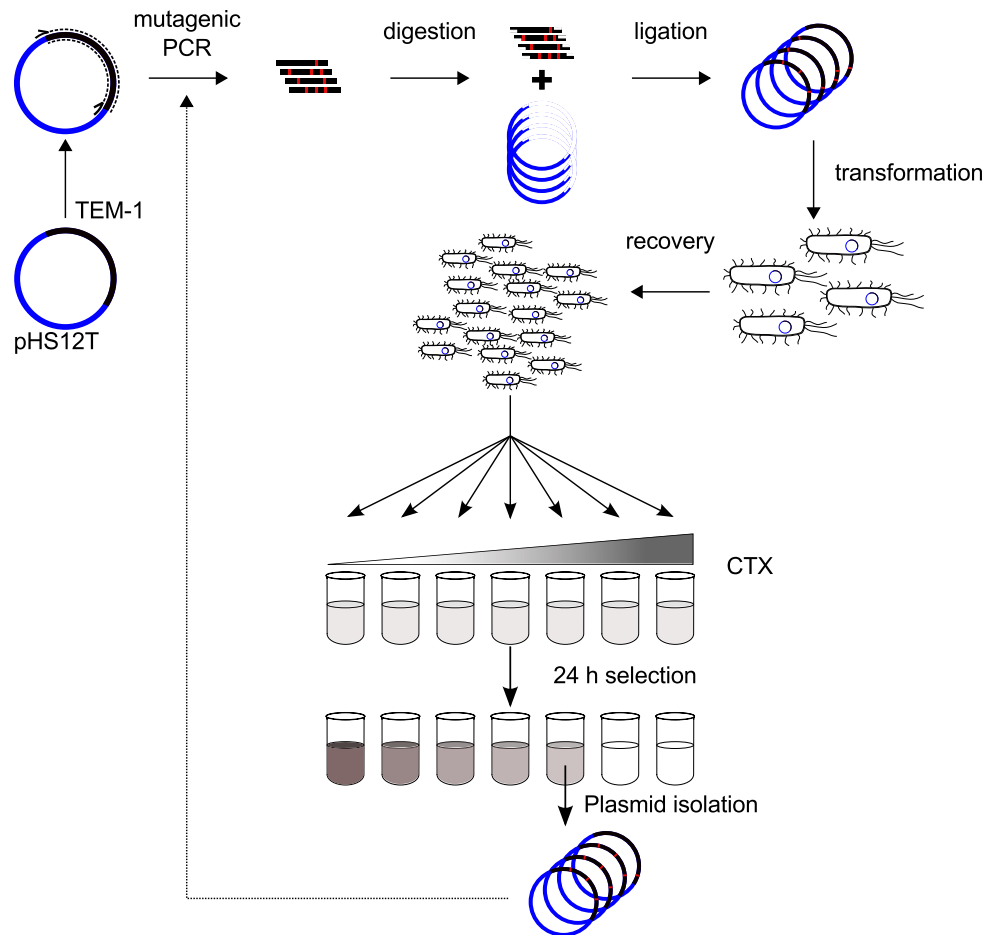 mutagenic
PCR
digestion
ligation
transformation
TEM-1
recovery
pHS12T
CTX
24 h selection
Plasmid isolation